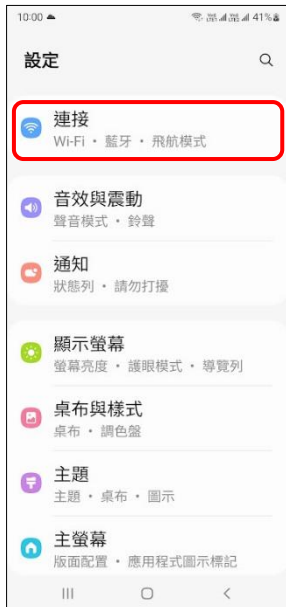 10:00 41%
設定
連接
Wi-Fi • 藍牙 • 飛航模式
音效與震動
聲音模式 • 鈴聲
通知
狀態列 • 請勿打擾
顯示螢幕
螢幕亮度 • 護眼模式 • 導覽列
桌布與樣式
桌布 • 調色盤
主題
主題 • 桌布 • 圖示
主螢幕
版面配置 • 應用程式圖示標記